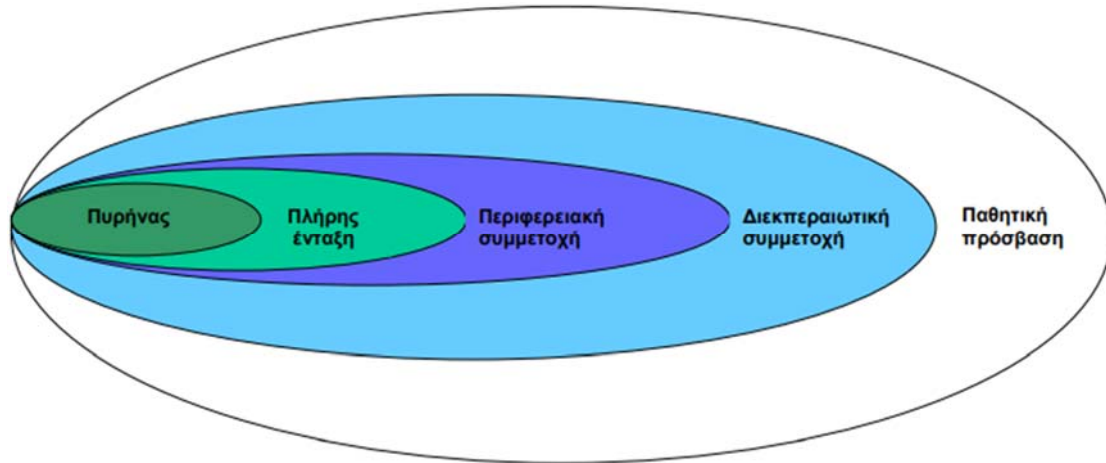 Πυρήνας
Πλήρης
ένταξη
Περιφερειακή
συμμετοχή
Διεκπεραιωτική
συμμετοχή
Παθητική
πρόσβαση